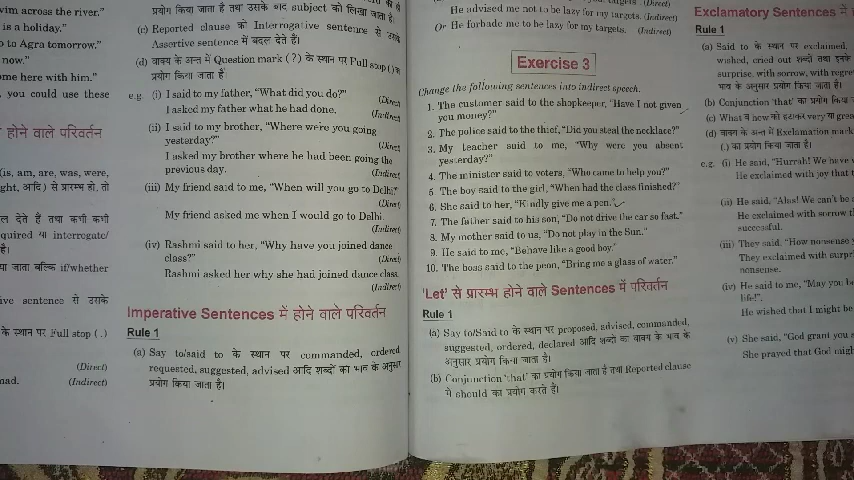 vim across the river."
is a holiday."
to Agra tomorrow."
now."
ome here with him."
, you could use these
होने वाले परिवर्तन
(is, am, are, was, were,
ght, आदि) से प्रारम्भ हो, तो
ल देते हैं तथा कभी कभी
quired या interrogate/
है।
या जाता बल्कि if/whether
ive sentence से उसके
के स्थान पर Full stop (.)
(Direct)
nad. (Indirect)
प्रयोग किया जाता है तथा उसके बाद subject को लिखा जाता है।
(c) Reported clause को Interrogative sentence से उसके
Assertive sentence में बदल देते हैं।
(d) वाक्य के अन्त में Question mark (?) के स्थान पर Full stop (.) का
प्रयोग किया जाता है।
e.g. (i) I said to my father, "What did you do?"
(Direct)
I asked my father what he had done.
(Indirect)
(ii) I said to my brother, "Where were you going
yesterday?"
(Direct)
I asked my brother where he had been going the
previous day.
(Indirect)
(iii) My friend said to me, "When will you go to Delhi?"
(Direct)
My friend asked me when I would go to Delhi.
(Indirect)
(iv) Rashmi said to her, "Why have you joined dance
class?"
(Direct)
Rashmi asked her why she had joined dance class.
(Indirect)
Imperative Sentences में होने वाले परिवर्तन
Rule 1
(a) Say to/said to के स्थान पर commanded, ordered
requested, suggested, advised आदि शब्दों का भाव के अनुसार
प्रयोग किया जाता है।
targets. (Direct)
He advised me not to be lazy for my targets. (Indirect)
Or He forbade me to be lazy for my targets. (Indirect)
Exercise 3
Change the following sentences into indirect speech.
1. The customer said to the shopkeeper, "Have I not given
you money?"
2. The police said to the thief, "Did you steal the necklace?"
3. My teacher said to me, "Why were you absent
yesterday?"
4. The minister said to voters, "Who came to help you?"
5. The boy said to the girl, "When had the class finished?"
6. She said to her, "Kindly give me a pen."
7. The father said to his son, "Do not drive the car so fast."
8. My mother said to us, "Do not play in the Sun."
9. He said to me, "Behave like a good boy."
10. The boss said to the peon, "Bring me a glass of water."
'Let' से प्रारम्भ होने वाले Sentences में परिवर्तन
Rule 1
(a) Say to/Said to के स्थान पर proposed, advised, commanded,
suggested, ordered, declared आदि शब्दों का वाक्य के भाव के
अनुसार प्रयोग किया जाता है।
(b) Conjunction 'that' का प्रयोग किया जाता है तथा Reported clause
में should का प्रयोग करते हैं।
Exclamatory Sentences में
Rule 1
(a) Said to के स्थान पर exclaimed,
wished, cried out शब्दों तथा इनके
surprise, with sorrow, with regre
भाव के अनुसार प्रयोग किया जाता है।
(b) Conjunction 'that' का प्रयोग किया
(c) What व how को हटाकर very या grea
(d) वाक्य के अन्त में Exclamation mark
(.) का प्रयोग किया जाता है।
e.g. (i) He said, "Hurrah! We have
He exclaimed with joy that t
(ii) He said, "Alas! We can't be
He exclaimed with sorrow th
successful.
(iii) They said, "How nonsense y
They exclaimed with surpr
nonsense.
(iv) He said to me, "May you be
life!",
He wished that I might be
(v) She said, "God grant you a
She prayed that God migh